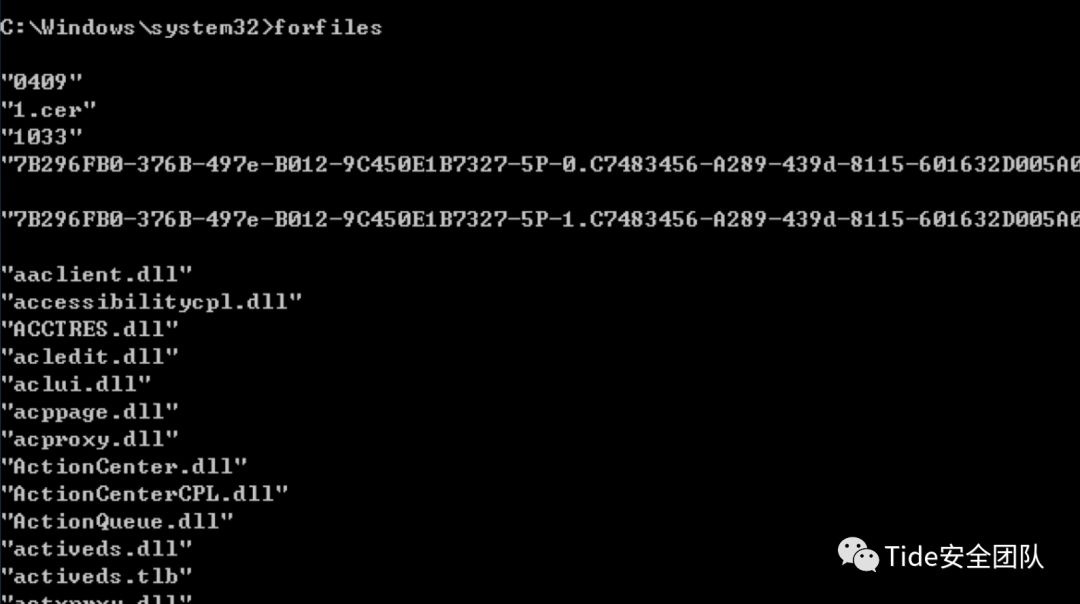 C:\Windows\system32>forfiles
"0409"
"1.cer"
"1033"
"7B296FB0-376B-497e-B012-9C450E1B7327-5P-0.C7483456-A289-439d-8115-601632D005A0
"7B296FB0-376B-497e-B012-9C450E1B7327-5P-1.C7483456-A289-439d-8115-601632D005A0
"aaclient.dll"
"accessibilitycpl.dll"
"ACCTRES.dll"
"acledit.dll"
"aclui.dll"
"acppage.dll"
"acproxy.dll"
"ActionCenter.dll"
"ActionCenterCPL.dll"
"ActionQueue.dll"
"activeds.dll"
"activeds.tlb"
"actxprxy.dll"
Tide安全团队